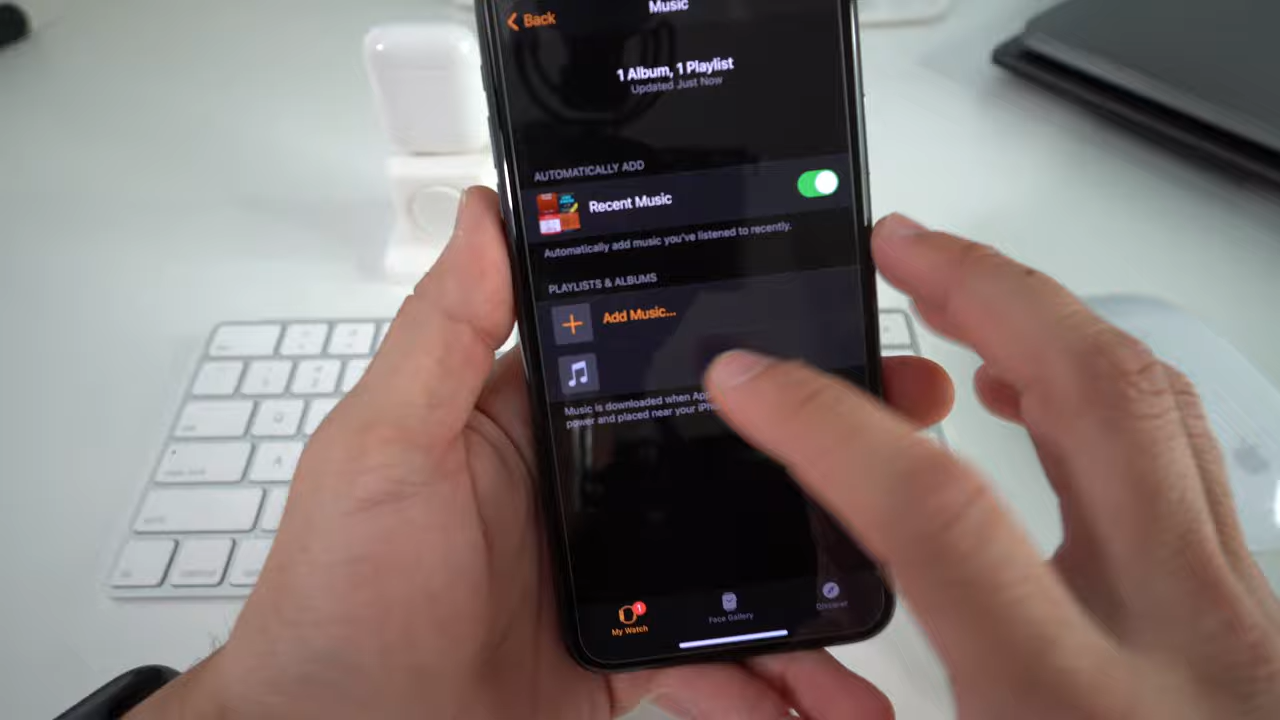 Back
Music
1 Album, 1 Playlist
Updated Just Now
AUTOMATICALLY ADD
Recent Music
Automatically add music you've listened to recently.
PLAYLISTS & ALBUMS
Add Music...
Music is downloaded when
power and placed near your
1
My Watch
Face Gallery
Discover